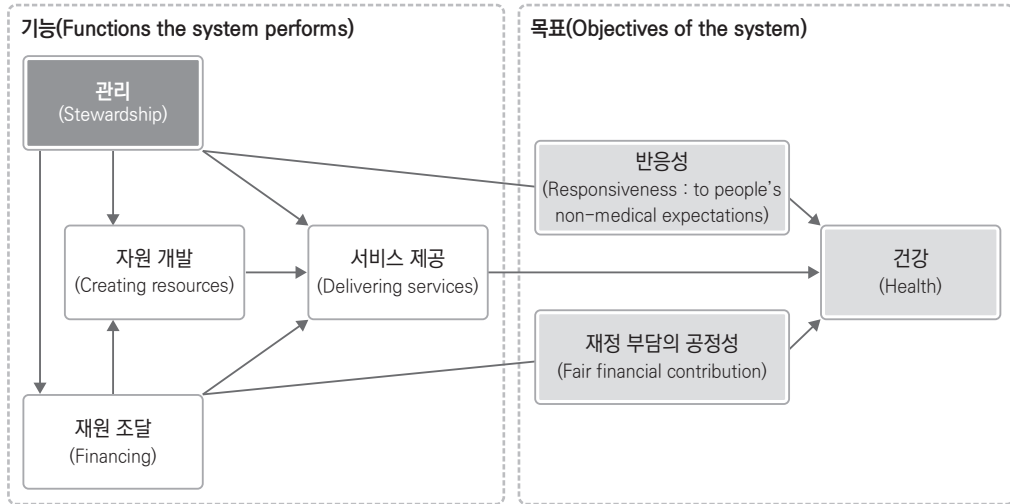 기능(Functions the system performs)
관리
(Stewardship)
자원 개발
(Creating resources)
서비스 제공
(Delivering services)
재원 조달
(Financing)
목표(Objectives of the system)
반응성
(Responsiveness : to people's
non-medical expectations)
건강
(Health)
재정 부담의 공정성
(Fair financial contribution)